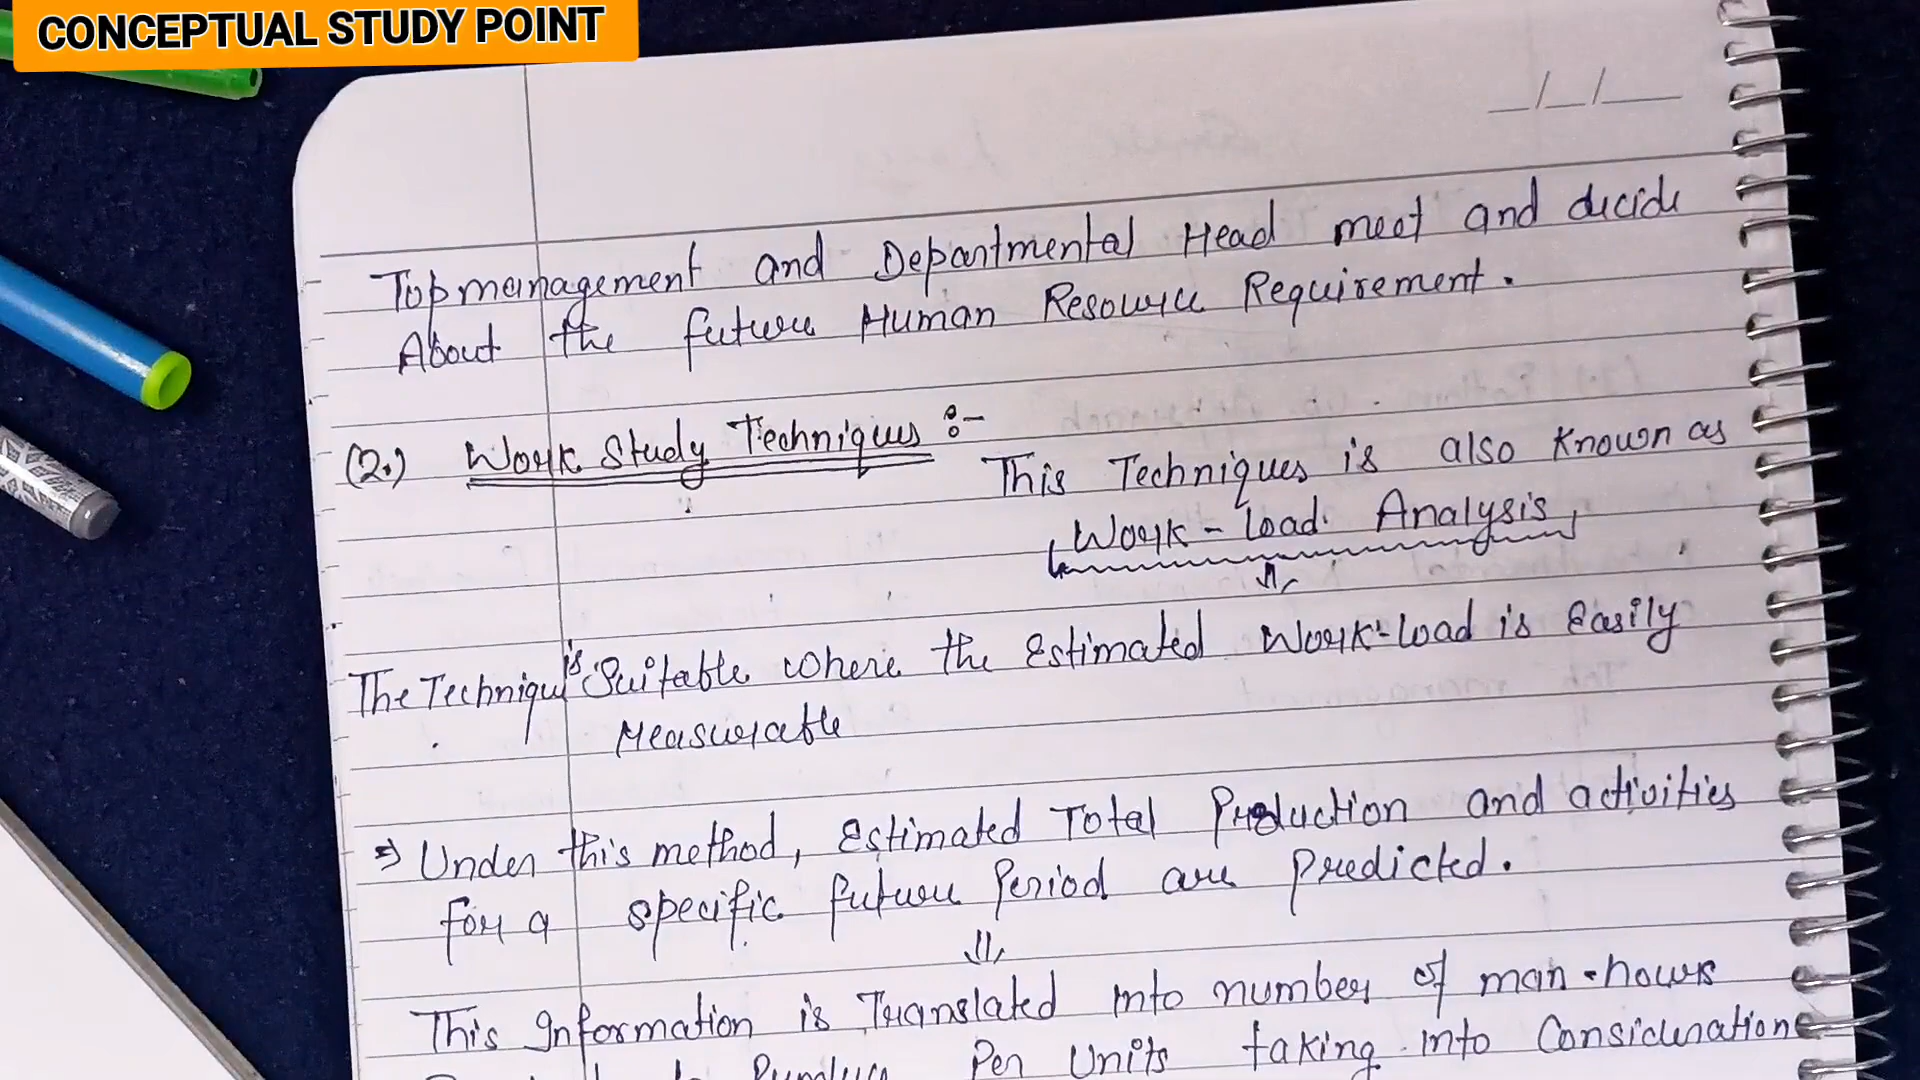 CONCEPTUAL STUDY POINT
_/_/__
Top management and Departmental Head meet and decide
About the future Human Resource Requirement.
(2.) Work Study Techniques :-
This Techniques is also known as
Work - load Analysis,
The Technique is Suitable where the Estimated Work-load is Easily
Measurable
⇒ Under this method, Estimated Total Production and activities
for a specific future Period are Predicted.
This Information is Translated into number of man-hours
Per Units taking into Consideration